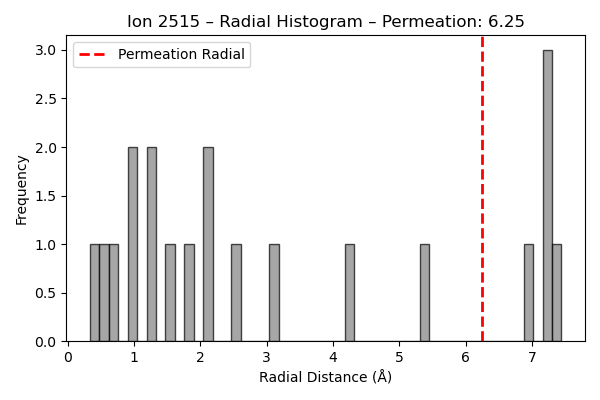 Ion 2515 – Radial Histogram – Permeation: 6.25
Permeation Radial
Frequency
3.0
2.5
2.0
1.5
1.0
0.5
0.0
0 1 2 3 4 5 6 7
Radial Distance (Å)